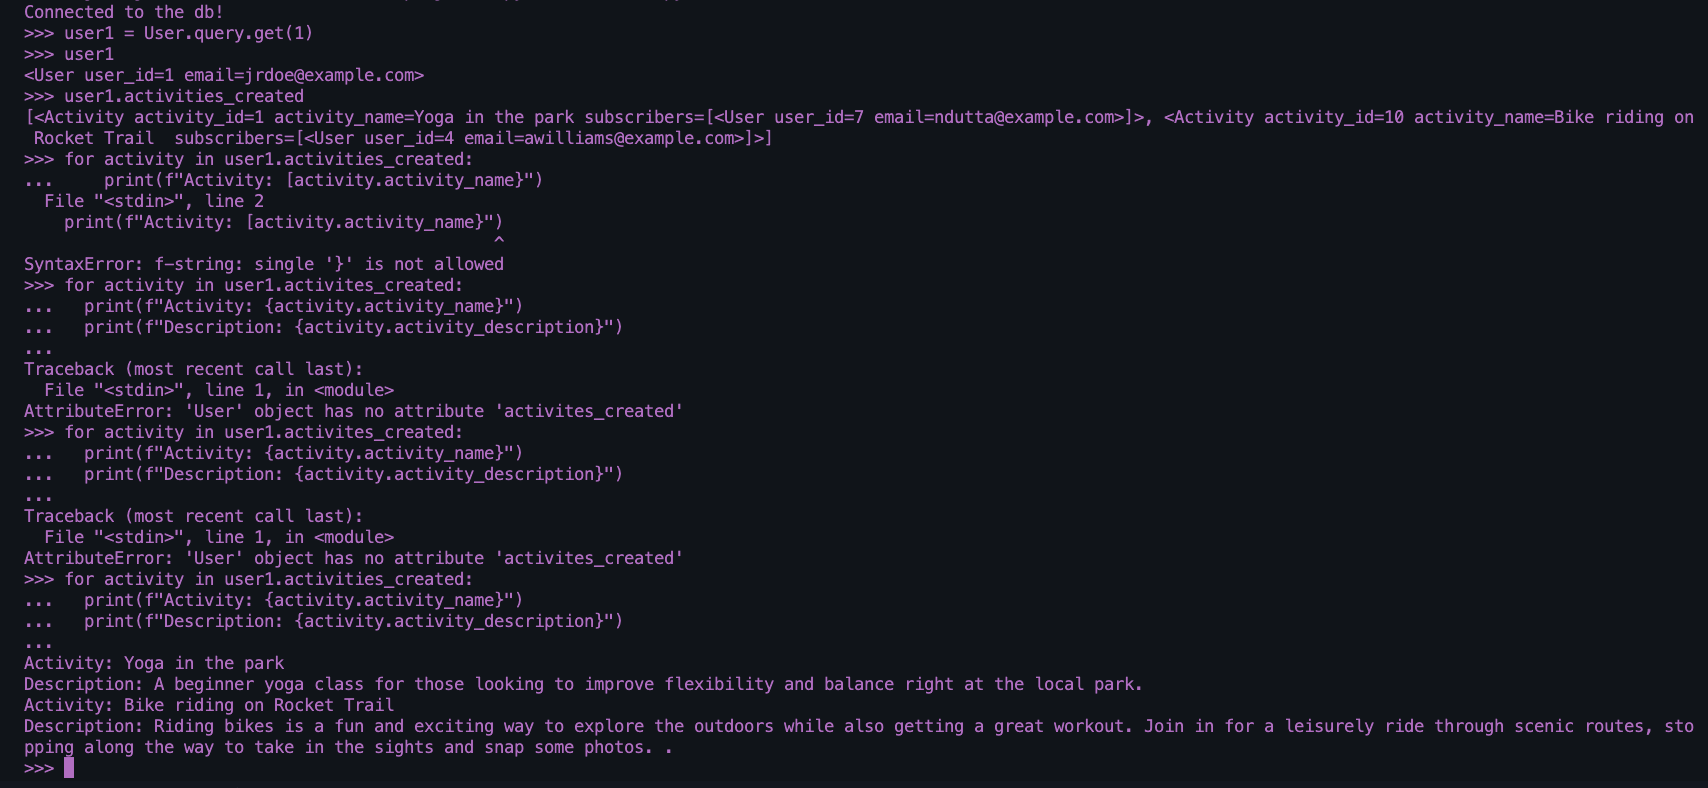 Connected to the db!
>>> user1 = User.query.get(1)
>>> user1
<User user_id=1 email=jrdoe@example.com>
>>> user1.activities_created
[<Activity activity_id=1 activity_name=Yoga in the park subscribers=[<User user_id=7 email=ndutta@example.com>]>, <Activity activity_id=10 activity_name=Bike riding on
 Rocket Trail  subscribers=[<User user_id=4 email=awilliams@example.com>]>]
>>> for activity in user1.activities_created:
...     print(f"Activity: [activity.activity_name}")
  File "<stdin>", line 2
    print(f"Activity: [activity.activity_name}")
                                               ^
SyntaxError: f-string: single '}' is not allowed
>>> for activity in user1.activites_created:
...   print(f"Activity: {activity.activity_name}")
...   print(f"Description: {activity.activity_description}")
...
Traceback (most recent call last):
  File "<stdin>", line 1, in <module>
AttributeError: 'User' object has no attribute 'activites_created'
>>> for activity in user1.activites_created:
...   print(f"Activity: {activity.activity_name}")
...   print(f"Description: {activity.activity_description}")
...
Traceback (most recent call last):
  File "<stdin>", line 1, in <module>
AttributeError: 'User' object has no attribute 'activites_created'
>>> for activity in user1.activities_created:
...   print(f"Activity: {activity.activity_name}")
...   print(f"Description: {activity.activity_description}")
...
Activity: Yoga in the park
Description: A beginner yoga class for those looking to improve flexibility and balance right at the local park.
Activity: Bike riding on Rocket Trail
Description: Riding bikes is a fun and exciting way to explore the outdoors while also getting a great workout. Join in for a leisurely ride through scenic routes, sto
pping along the way to take in the sights and snap some photos. .
>>>